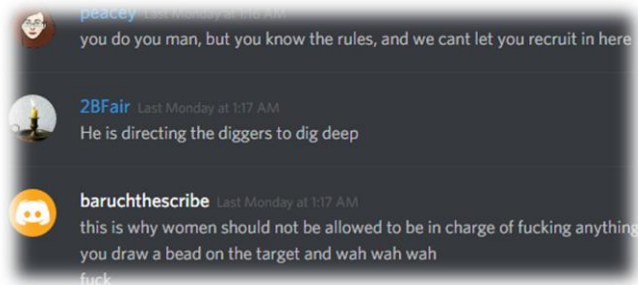 peacey Last Monday at 1:16 AM
you do you man, but you know the rules, and we cant let you recruit in here
2BFair Last Monday at 1:17 AM
He is directing the diggers to dig deep
baruchthescribe Last Monday at 1:17 AM
this is why women should not be allowed to be in charge of fucking anything
you draw a bead on the target and wah wah wah
fuck